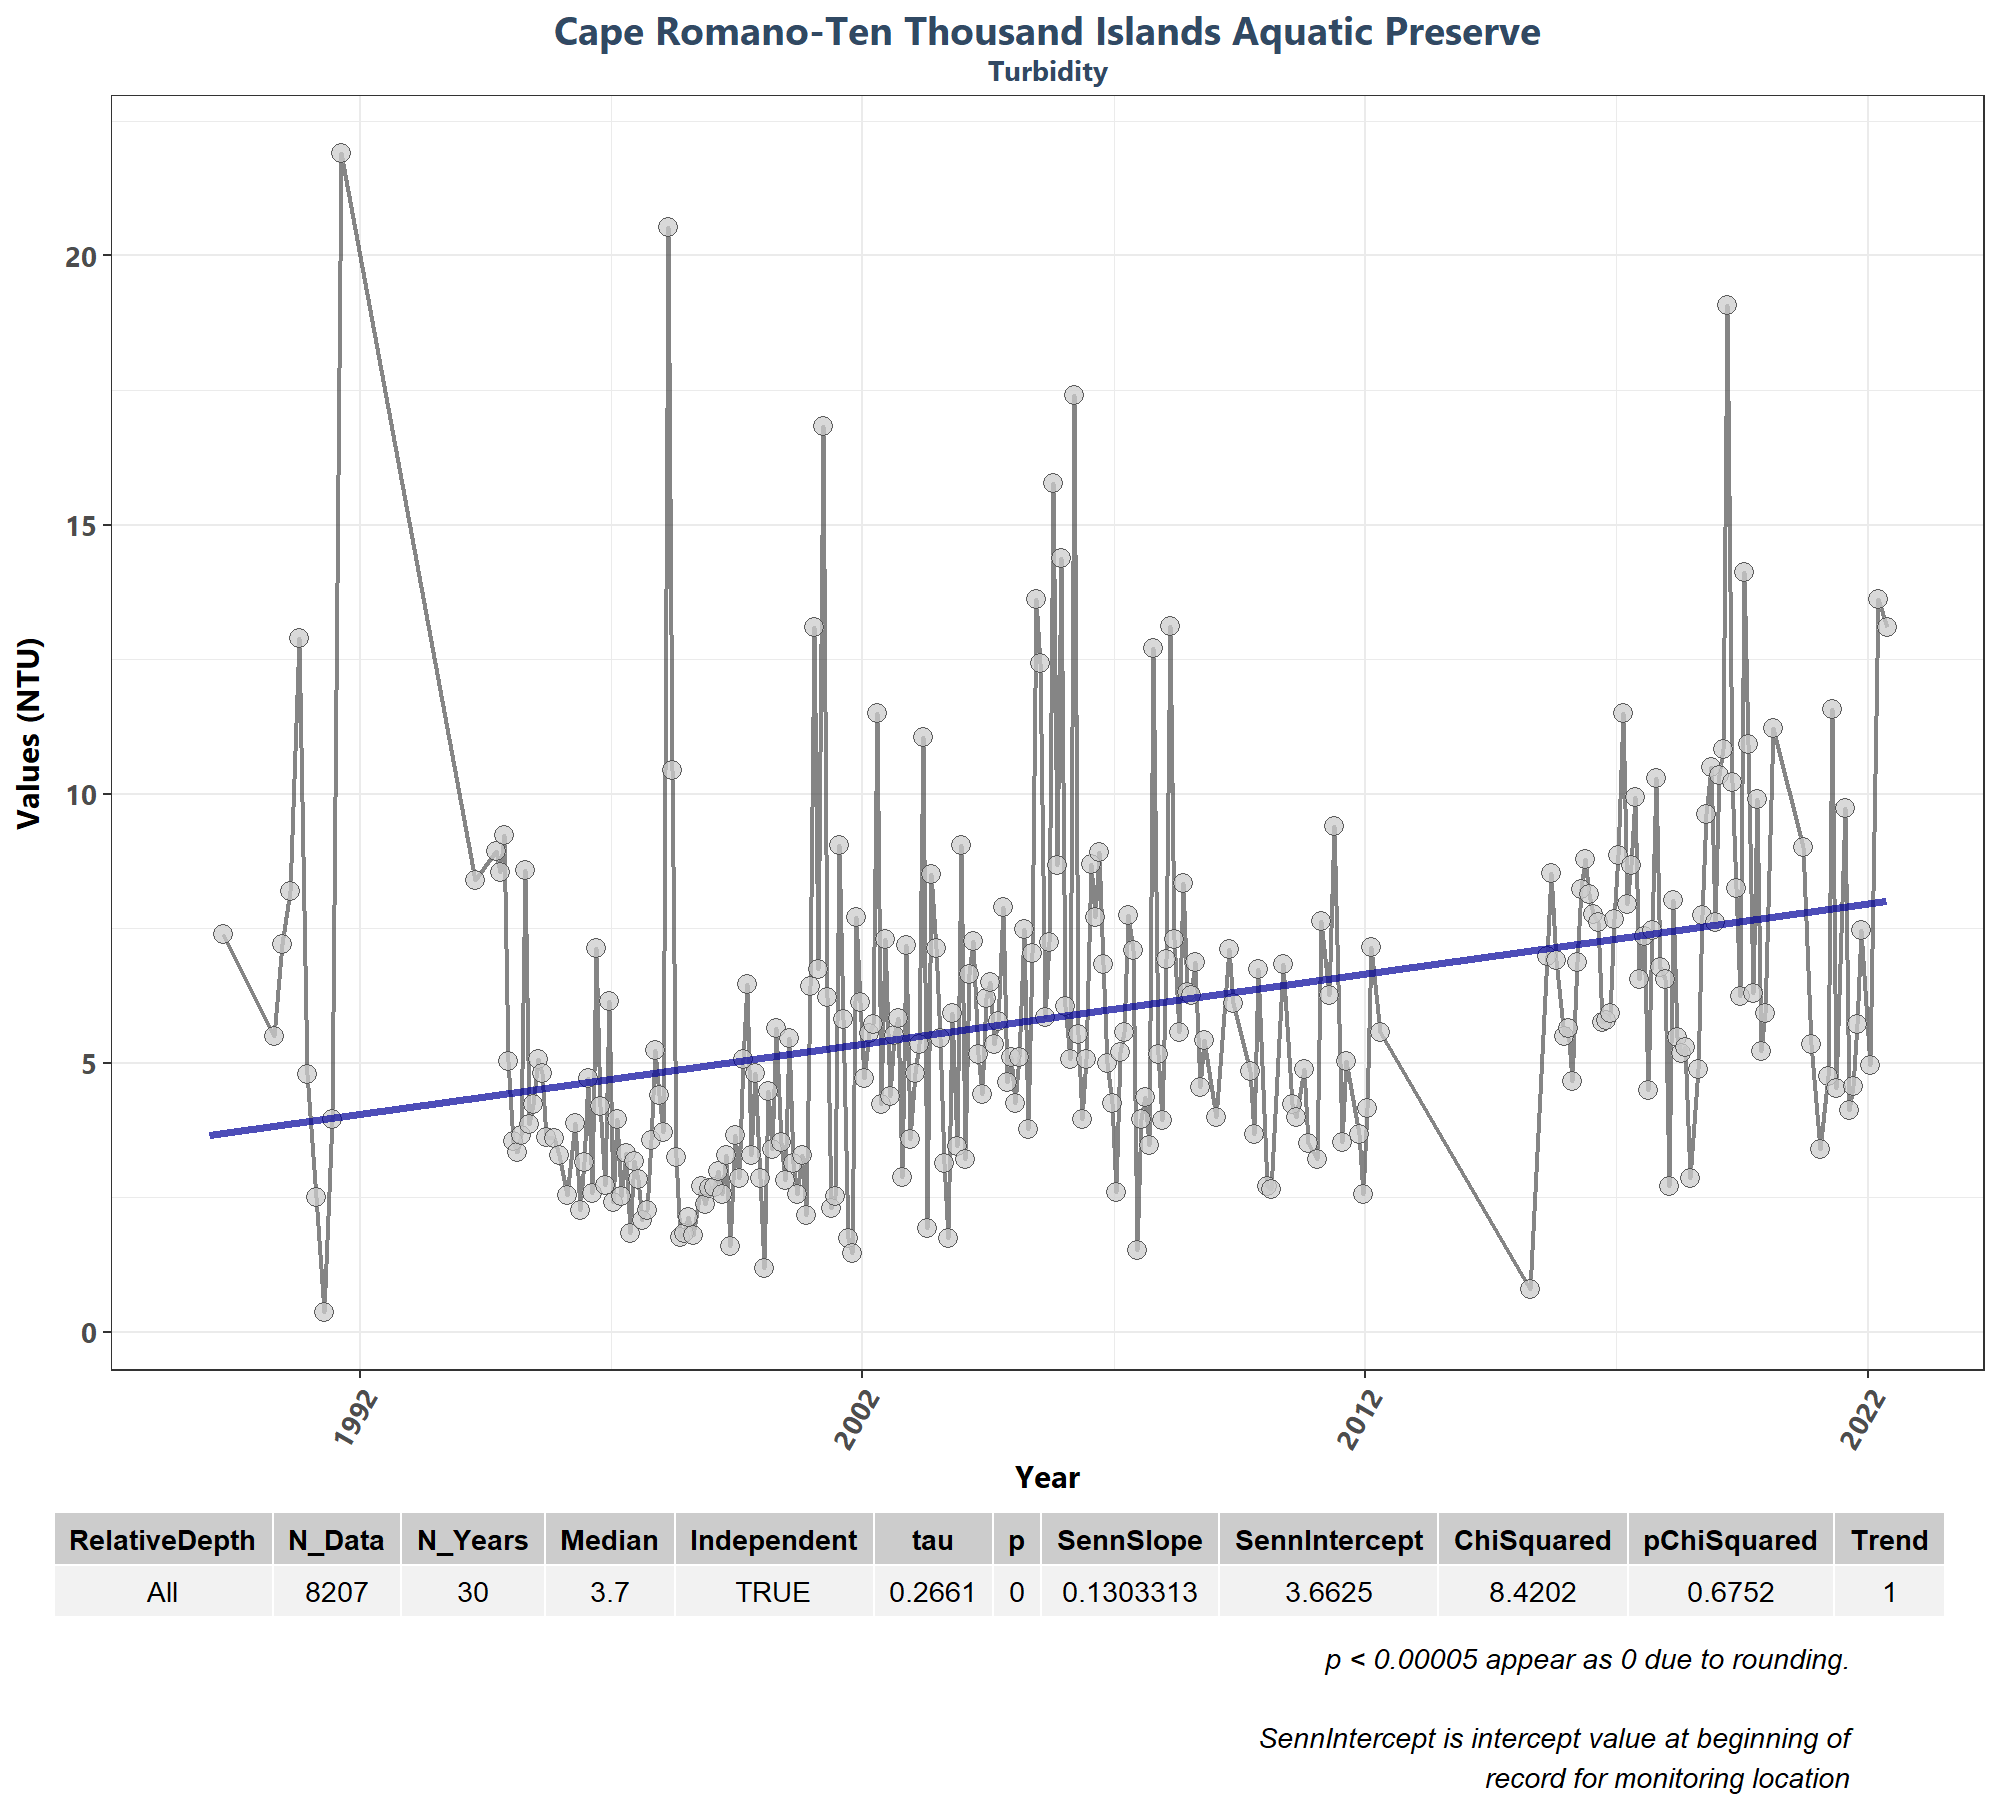 Cape Romano-Ten Thousand Islands Aquatic Preserve
Turbidity
Values (NTU)
20
15
10
5
0
1992
2002
2012
2022
Year
RelativeDepth N_Data N_Years Median Independent tau p SennSlope SennIntercept ChiSquared pChiSquared Trend
All 8207 30 3.7 TRUE 0.2661 0 0.1303313 3.6625 8.4202 0.6752 1
p < 0.00005 appear as 0 due to rounding.
SennIntercept is intercept value at beginning of
record for monitoring location